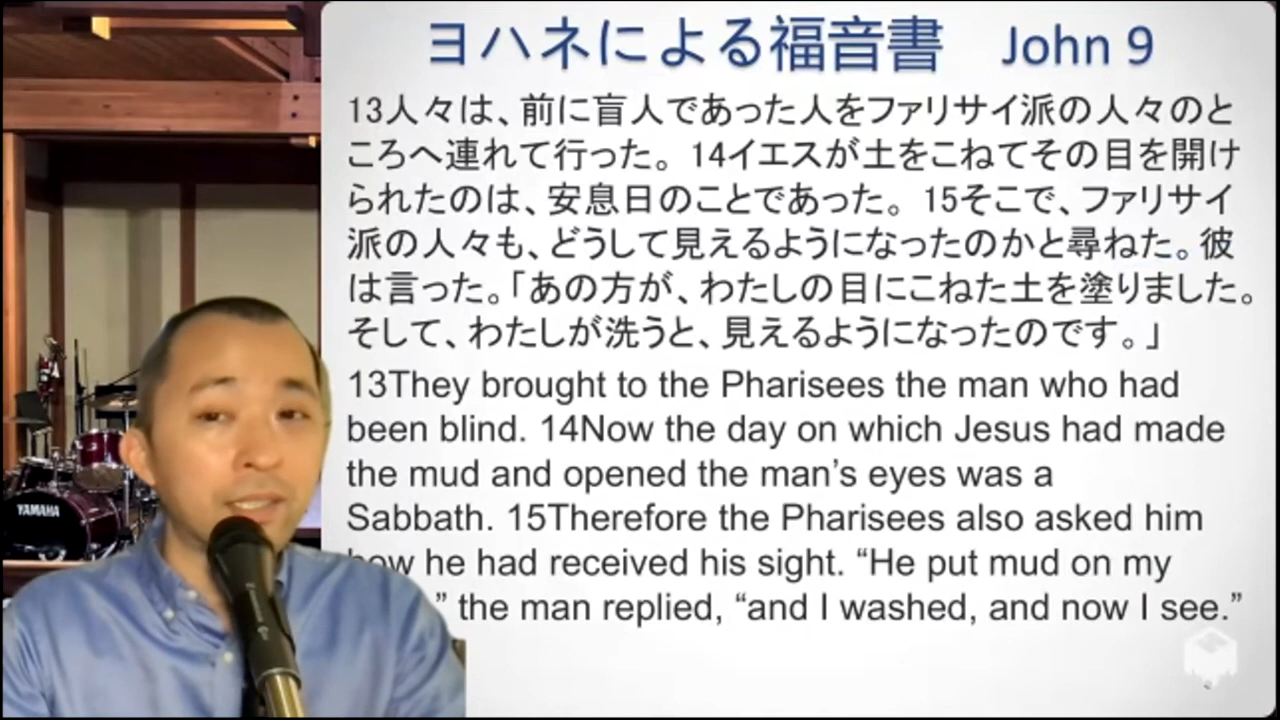 ヨハネによる福音書 John 9
13人々は、前に盲人であった人をファリサイ派の人々のと
ころへ連れて行った。 14イエスが土をこねてその目を開け
られたのは、安息日のことであった。 15そこで、ファリサイ
派の人々も、どうして見えるようになったのかと尋ねた。彼
は言った。「あの方が、わたしの目にこねた土を塗りました。
そして、わたしが洗うと、見えるようになったのです。」
13They brought to the Pharisees the man who had
been blind. 14Now the day on which Jesus had made
the mud and opened the man’s eyes was a
Sabbath. 15Therefore the Pharisees also asked him
how he had received his sight. “He put mud on my
” the man replied, “and I washed, and now I see.”
YAMAHA